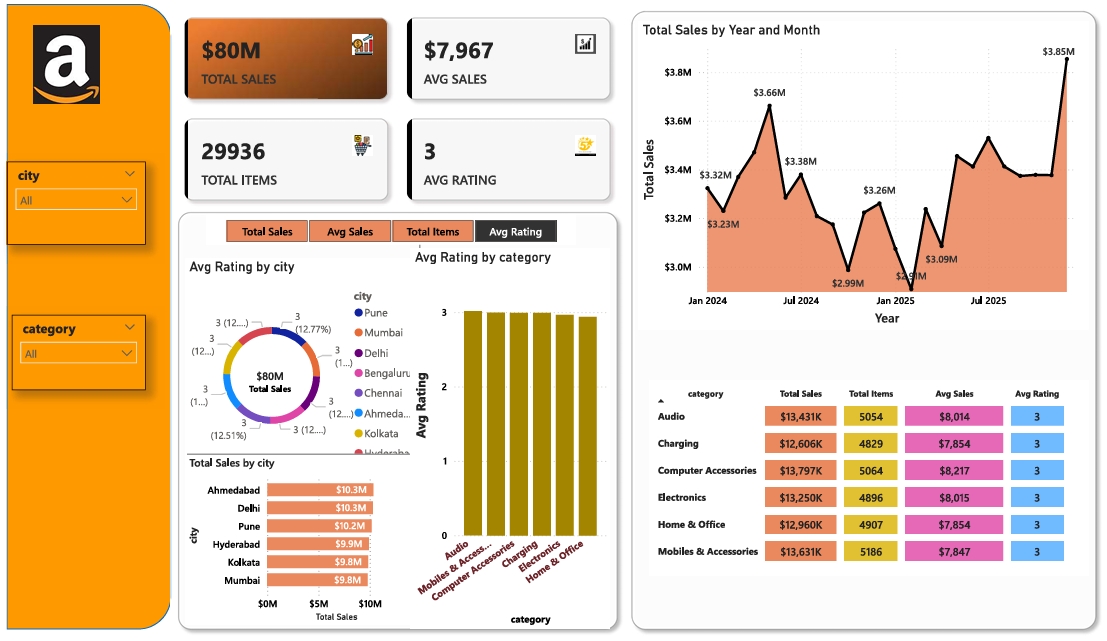 a
city
All
category
All
$80M
TOTAL SALES
$7,967
AVG SALES
29936
TOTAL ITEMS
3
AVG RATING
Total Sales
Avg Sales
Total Items
Avg Rating
Avg Rating by city
3
(12.77%)
3
(1...)
3
(12....)
3 (12....)
3
(12.51%)
3
(1...)
3
(12...)
3 (12....)
$80M
Total Sales
city
Pune
Mumbai
Delhi
Bengaluru
Chennai
Ahmeda...
Kolkata
Hyderaba
Total Sales by city
city
Ahmedabad $10.3M
Delhi $10.3M
Pune $10.2M
Hyderabad $9.9M
Kolkata $9.8M
Mumbai $9.8M
$0M $5M $10M
Total Sales
Avg Rating by category
Avg Rating
3
2
1
0
Audio
Mobiles & Access...
Computer Accessories
Charging
Electronics
Home & Office
category
Total Sales by Year and Month
Total Sales
$3.8M
$3.6M
$3.4M
$3.2M
$3.0M
$3.32M
$3.23M
$3.66M
$3.38M
$2.99M
$3.26M
$2.91M
$3.09M
$3.85M
Jan 2024 Jul 2024 Jan 2025 Jul 2025
Year
category Total Sales Total Items Avg Sales Avg Rating
Audio $13,431K 5054 $8,014 3
Charging $12,606K 4829 $7,854 3
Computer Accessories $13,797K 5064 $8,217 3
Electronics $13,250K 4896 $8,015 3
Home & Office $12,960K 4907 $7,854 3
Mobiles & Accessories $13,631K 5186 $7,847 3